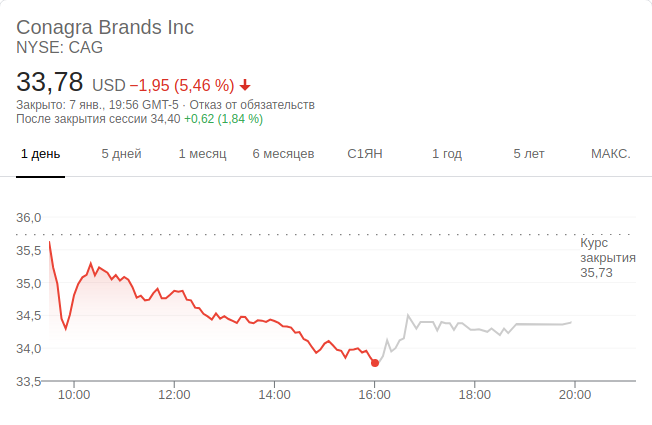 Conagra Brands Inc
NYSE: CAG
33,78 USD −1,95 (5,46 %)
Закрыто: 7 янв., 19:56 GMT-5 · Отказ от обязательств
После закрытия сессии 34,40 +0,62 (1,84 %)
1 день 5 дней 1 месяц 6 месяцев С1ЯН 1 год 5 лет МАКС.
36,0
Курс
закрытия
35,73
35,5
35,0
34,5
34,0
33,5
10:00 12:00 14:00 16:00 18:00 20:00